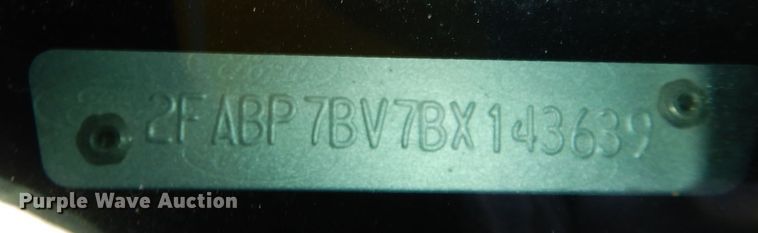 2FABP7BV7BX143639
Purple Wave Auction